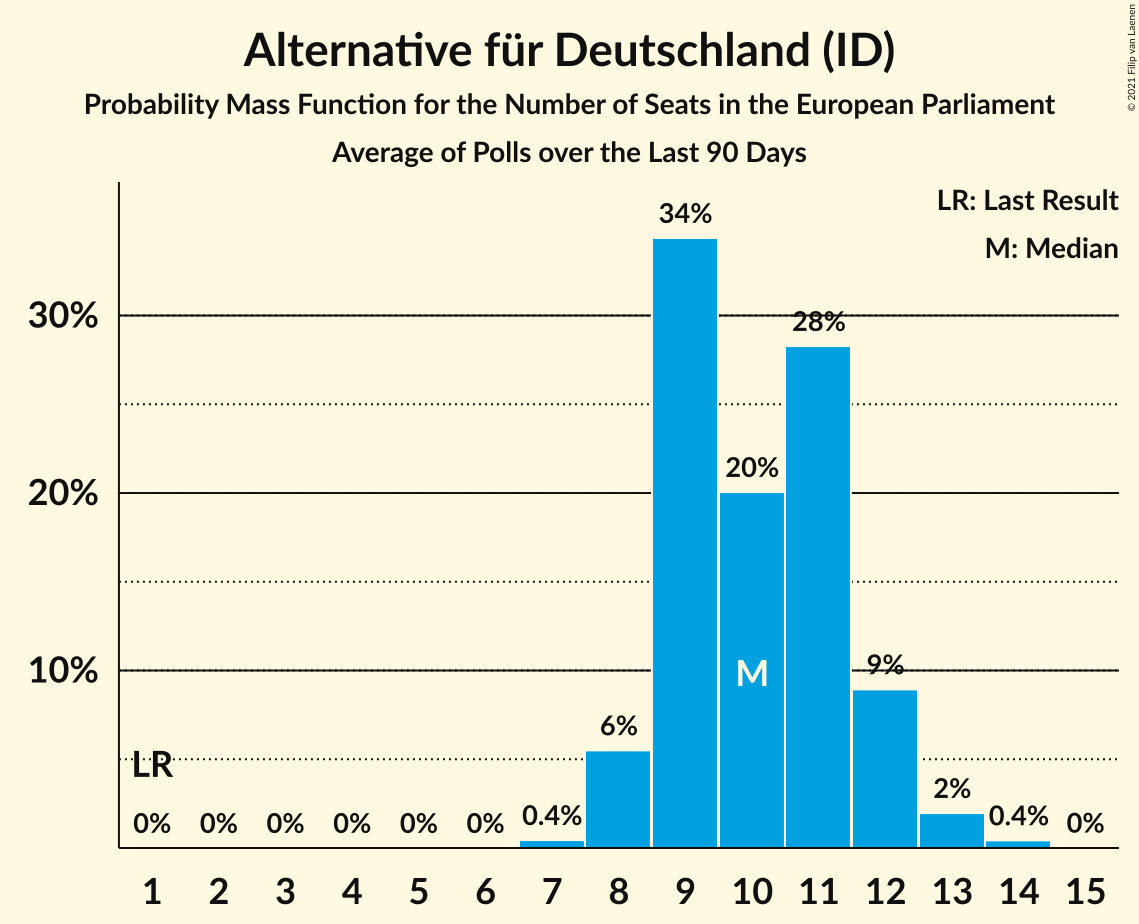 Alternative für Deutschland (ID)
Probability Mass Function for the Number of Seats in the European Parliament
Average of Polls over the Last 90 Days
© 2021 Filip van Laenen
LR: Last Result
M: Median
34%
30%
28%
20%
20%
10%
M
9%
6%
LR
2%
0% 0% 0% 0% 0% 0% 0.4% 0.4% 0%
1 2 3 4 5 6 7 8 9 10 11 12 13 14 15